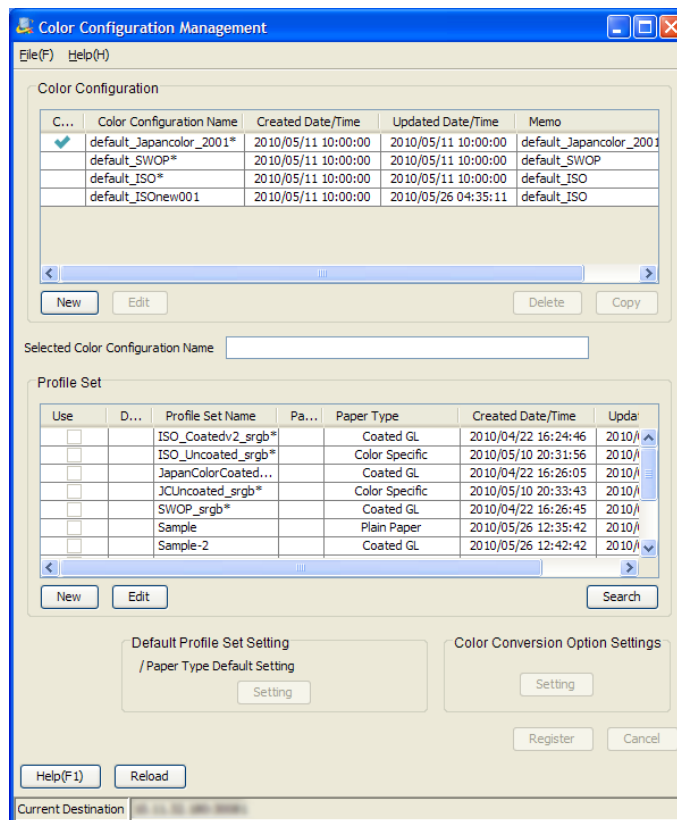 Color Configuration Management
File(F) Help(H)
Color Configuration
C... Color Configuration Name Created Date/Time Updated Date/Time Memo
default_Japancolor_2001* 2010/05/11 10:00:00 2010/05/11 10:00:00 default_Japancolor_2001
default_SWOP* 2010/05/11 10:00:00 2010/05/11 10:00:00 default_SWOP
default_ISO* 2010/05/11 10:00:00 2010/05/11 10:00:00 default_ISO
default_ISOnew001 2010/05/11 10:00:00 2010/05/26 04:35:11 default_ISO
New Edit Delete Copy
Selected Color Configuration Name
Profile Set
Use D... Profile Set Name Pa... Paper Type Created Date/Time Updat
ISO_Coatedv2_srgb* Coated GL 2010/04/22 16:24:46 2010/
ISO_Uncoated_srgb* Color Specific 2010/05/10 20:31:56 2010/
JapanColorCoated... Coated GL 2010/04/22 16:26:05 2010/
JCUncoated_srgb* Color Specific 2010/05/10 20:33:43 2010/
SWOP_srgb* Coated GL 2010/04/22 16:26:45 2010/
Sample Plain Paper 2010/05/26 12:35:42 2010/
Sample-2 Coated GL 2010/05/26 12:42:42 2010/
New Edit Search
Default Profile Set Setting Color Conversion Option Settings
/ Paper Type Default Setting
Setting Setting
Register Cancel
Help(F1) Reload
Current Destination